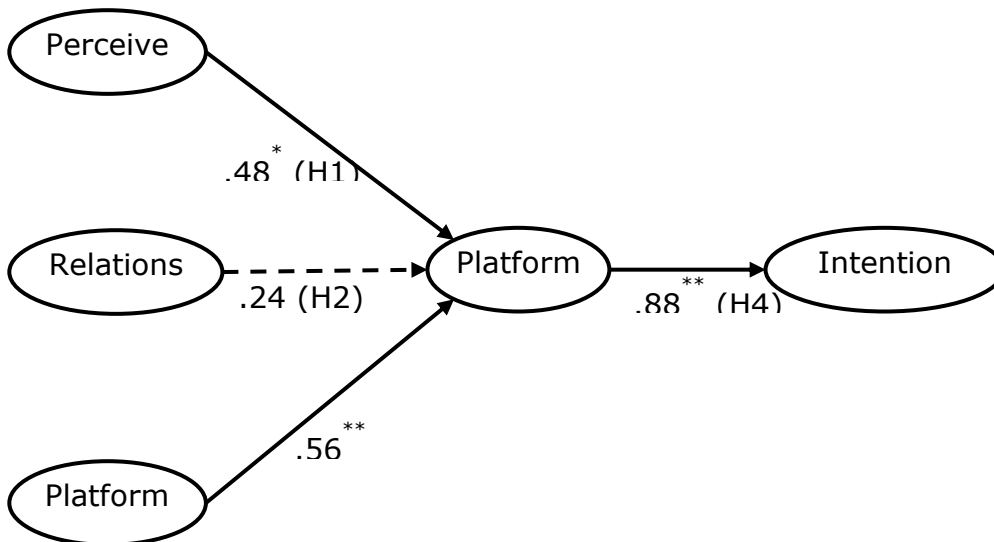 Perceive
.48* (H1)
Relations
.24 (H2)
Platform
.88** (H4)
Intention
.56**
Platform